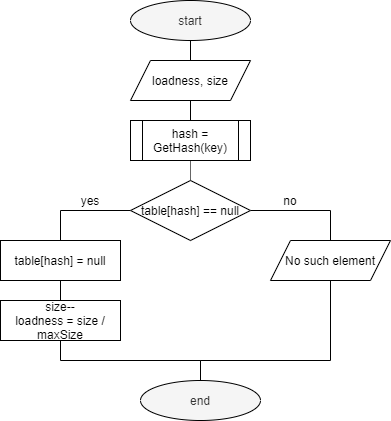 start
loadness, size
hash =
GetHash(key)
table[hash] == null
yes
no
table[hash] = null
No such element
size--
loadness = size /
maxSize
end